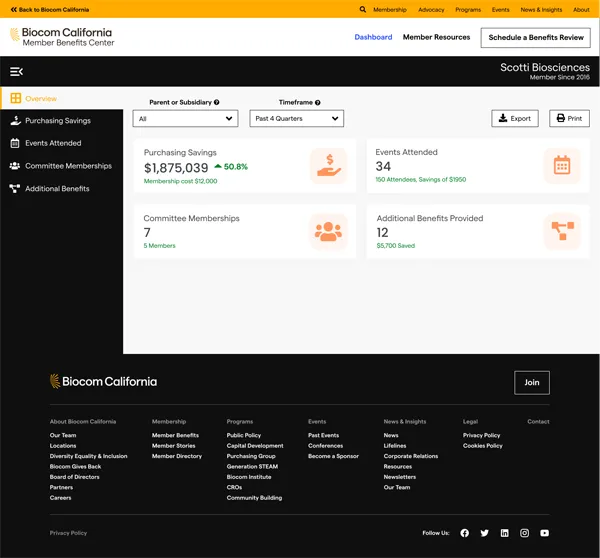 Back to Biocom California
Membership Advocacy Programs Events News & Insights About
Biocom California
Member Benefits Center
Dashboard Member Resources Schedule a Benefits Review
Scotti Biosciences
Member Since 2016
Overview
Purchasing Savings
Events Attended
Committee Memberships
Additional Benefits
Parent or Subsidiary ? Timeframe ?
All Past 4 Quarters Export Print
Purchasing Savings
$1,875,039 50.8%
Membership cost $12,000
Events Attended
34
150 Attendees, Savings of $1950
Committee Memberships
7
5 Members
Additional Benefits Provided
12
$5,700 Saved
Biocom California
Join
About Biocom California
Our Team
Locations
Diversity Equality & Inclusion
Biocom Gives Back
Board of Directors
Partners
Careers
Membership
Member Benefits
Member Stories
Member Directory
Programs
Public Policy
Capital Development
Purchasing Group
Generation STEAM
Biocom Institute
CROs
Community Building
Events
Past Events
Conferences
Become a Sponsor
News & Insights
News
Lifelines
Corporate Relations
Resources
Newsletters
Our Team
Legal
Privacy Policy
Cookies Policy
Contact
Privacy Policy
Follow Us: